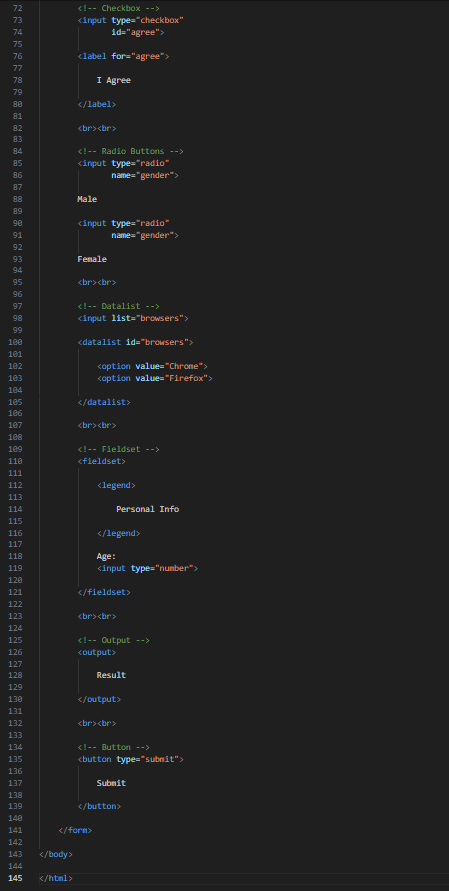 72 <!-- Checkbox -->
73 <input type="checkbox"
74 id="agree">
75
76 <label for="agree">
77
78 I Agree
79
80 </label>
81
82 <br><br>
83
84 <!-- Radio Buttons -->
85 <input type="radio"
86 name="gender">
87
88 Male
89
90 <input type="radio"
91 name="gender">
92
93 Female
94
95 <br><br>
96
97 <!-- Datalist -->
98 <input list="browsers">
99
100 <datalist id="browsers">
101
102 <option value="Chrome">
103 <option value="Firefox">
104
105 </datalist>
106
107 <br><br>
108
109 <!-- Fieldset -->
110 <fieldset>
111
112 <legend>
113
114 Personal Info
115
116 </legend>
117
118 Age:
119 <input type="number">
120
121 </fieldset>
122
123 <br><br>
124
125 <!-- Output -->
126 <output>
127
128 Result
129
130 </output>
131
132 <br><br>
133
134 <!-- Button -->
135 <button type="submit">
136
137 Submit
138
139 </button>
140
141 </form>
142
143 </body>
144
145 </html>